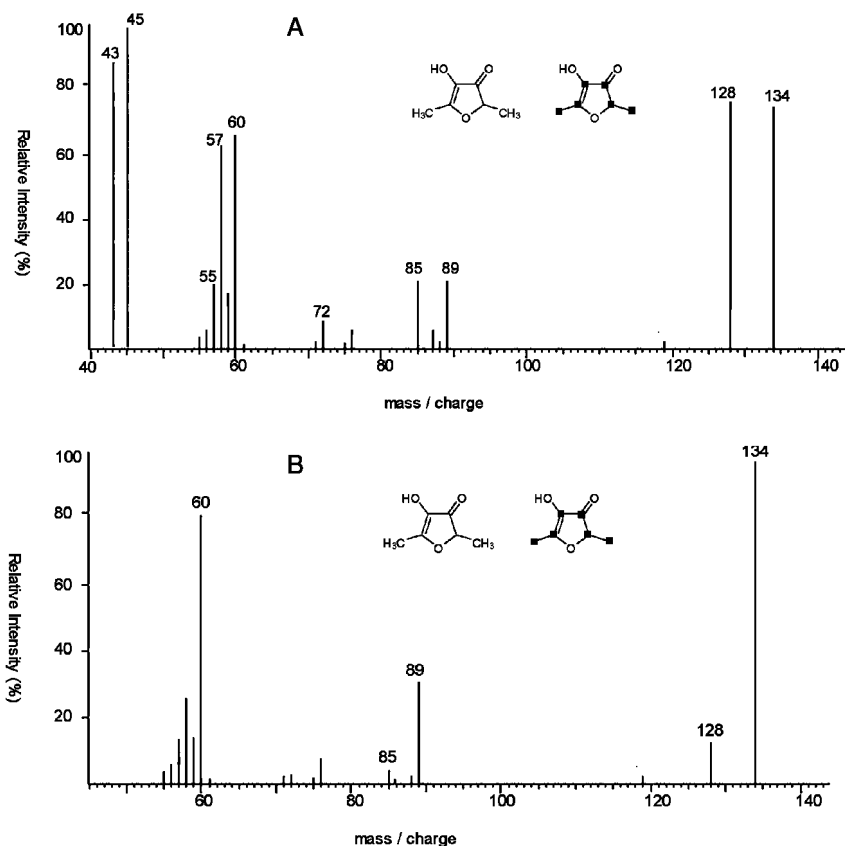 A
100
80
60
40
20
Relative Intensity (%)
43
45
55
57
60
72
85
89
128
134
HO
O
H₃C
O
CH₃
HO
O
O
40
60
80
100
120
140
mass / charge
B
100
80
60
40
20
Relative Intensity (%)
60
85
89
128
134
HO
O
H₃C
O
CH₃
HO
O
O
60
80
100
120
140
mass / charge